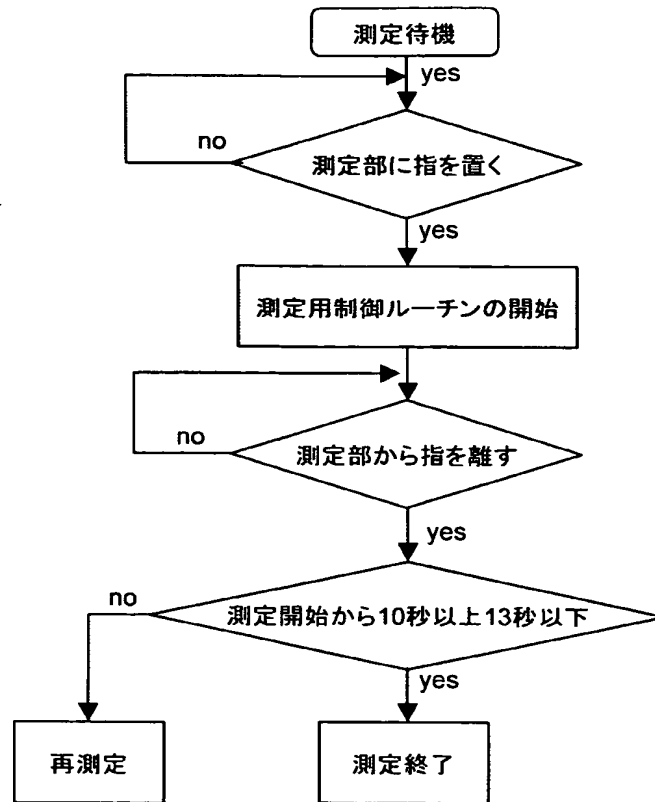 測定待機
yes
no
測定部に指を置く
yes
測定用制御ルーチンの開始
no
測定部から指を離す
yes
no
測定開始から10秒以上13秒以下
yes
再測定
測定終了